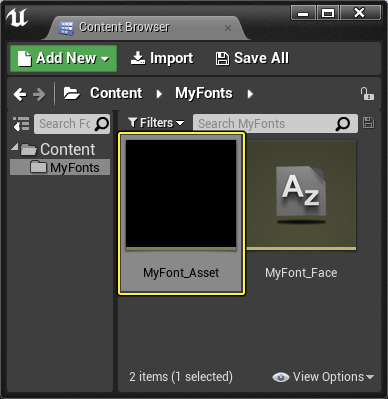 Content Browser
Add New Import Save All
Content MyFonts
Search Fo Filters Search MyFonts
Content
MyFonts
AZ
MyFont_Asset MyFont_Face
2 items (1 selected) View Options